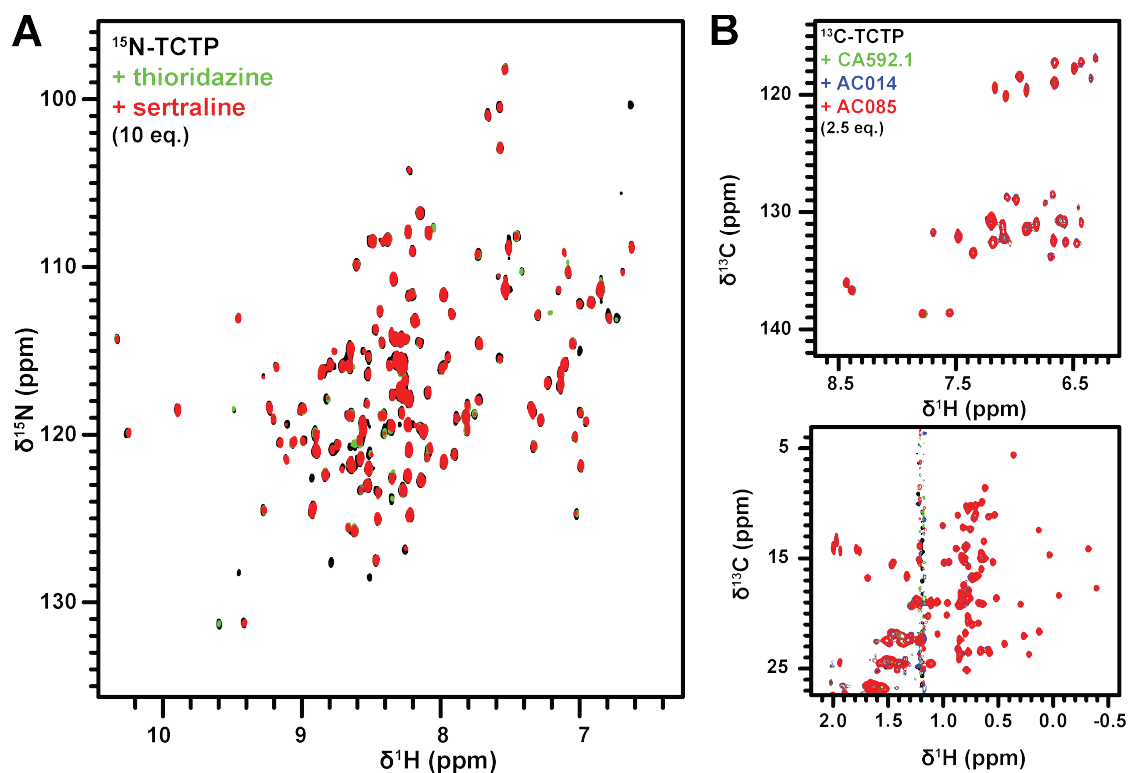 A
¹⁵N-TCTP
+ thioridazine
+ sertraline
(10 eq.)
100
110
120
130
δ¹⁵N (ppm)
10
9
8
7
δ¹H (ppm)
B
¹³C-TCTP
+ CA592.1
+ AC014
+ AC085
(2.5 eq.)
120
130
140
δ¹³C (ppm)
8.5
7.5
6.5
δ¹H (ppm)
5
15
25
δ¹³C (ppm)
2.0
1.5
1.0
0.5
0.0
-0.5
δ¹H (ppm)